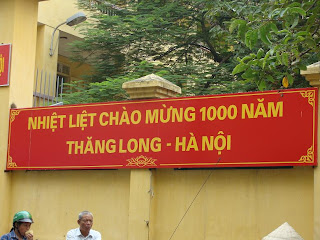 NHIỆT LIỆT CHÀO MỪNG 1000 NĂM
THĂNG LONG - HÀ NỘI